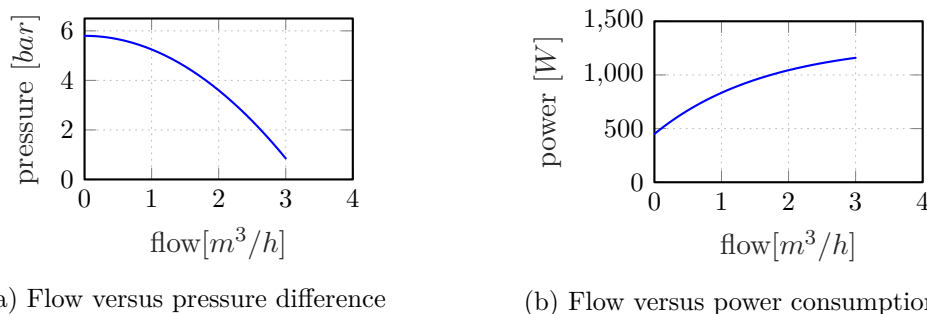 pressure [bar]
6
4
2
0
0 1 2 3 4
flow[m³/h]
a) Flow versus pressure difference
power [W]
1,500
1,000
500
0
0 1 2 3 4
flow[m³/h]
(b) Flow versus power consumption